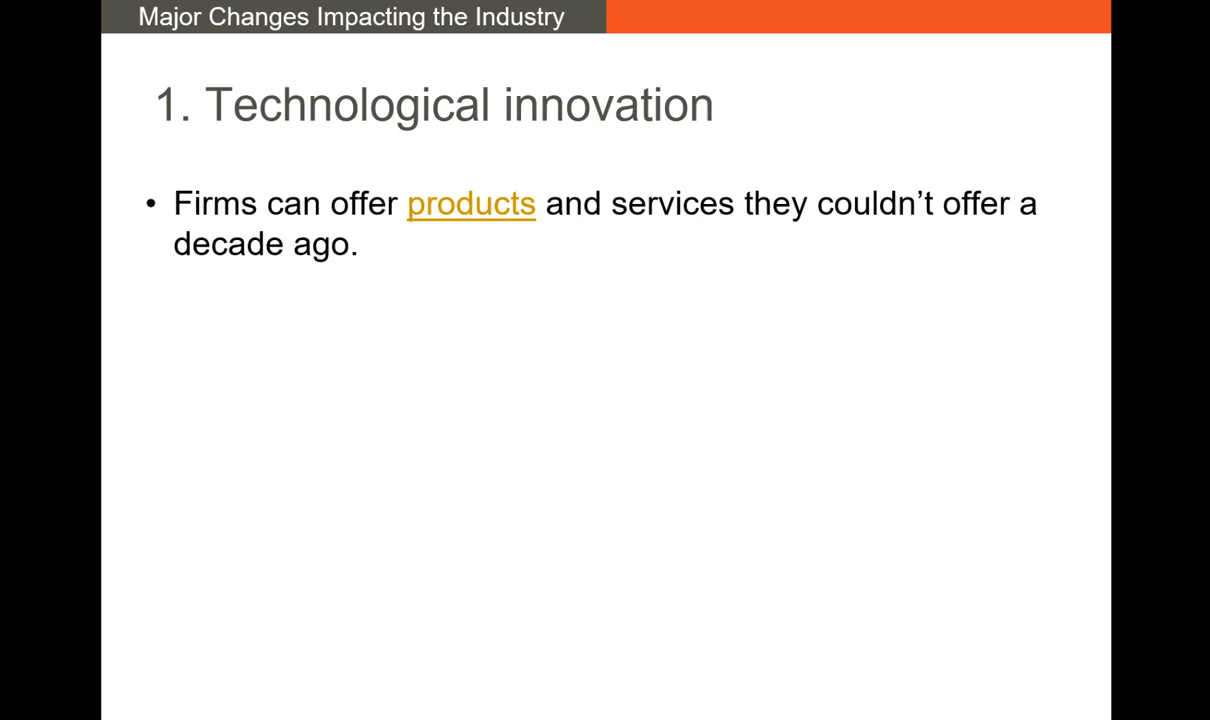 Major Changes Impacting the Industry
1. Technological innovation
• Firms can offer products and services they couldn’t offer a
decade ago.